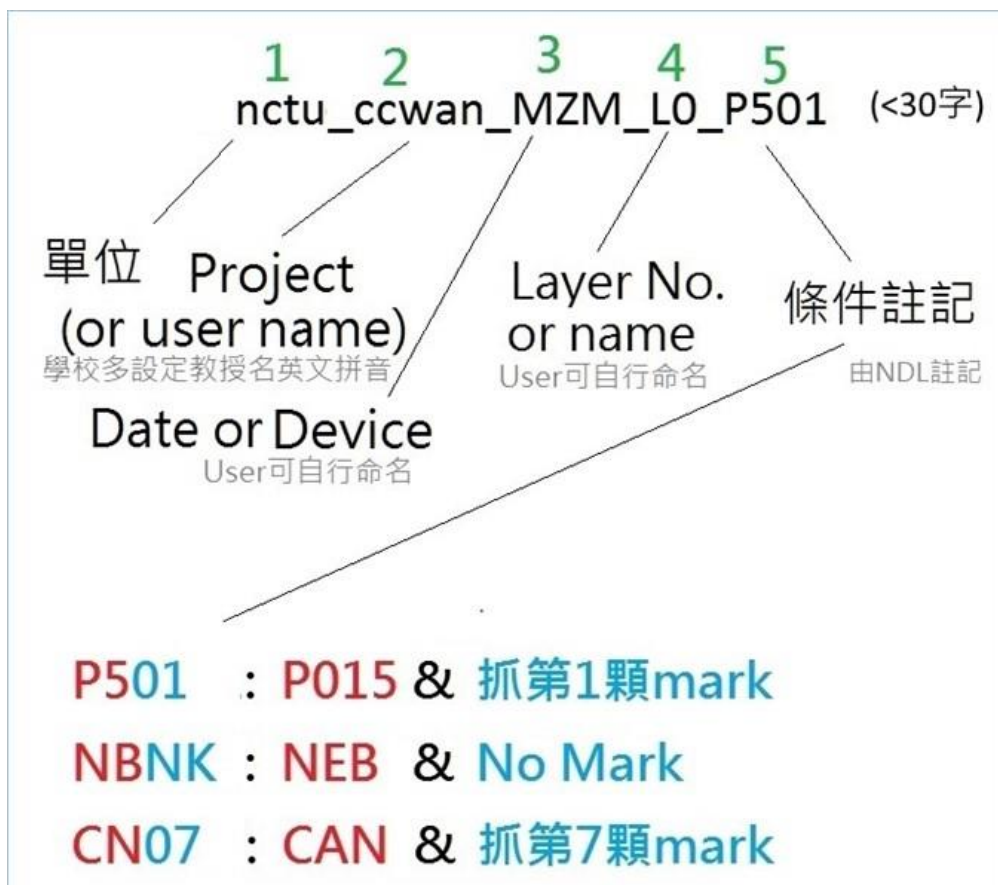 1 2 3 4 5
nctu_ccwan_MZM_L0_P501 (<30字)
單位
Project
(or user name)
學校多設定教授名英文拼音
Date or Device
User可自行命名
Layer No.
or name
User可自行命名
條件註記
由NDL註記
P501 : P015 & 抓第1顆mark
NBNK : NEB & No Mark
CN07 : CAN & 抓第7顆mark